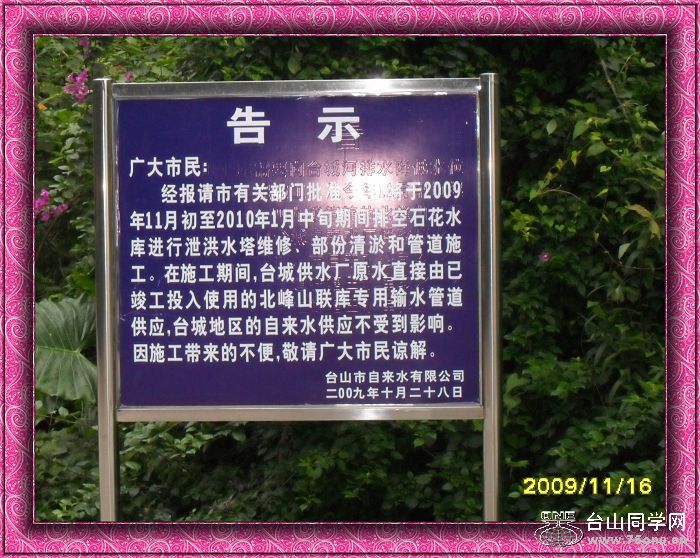 告 示
广大市民:
经报请市有关部门批准 将于2009
年11月初至2010年1月中旬期间排空石花水
库进行泄洪水塔维修、部份清淤和管道施
工。在施工期间,台城供水厂原水直接由已
竣工投入使用的北峰山联库专用输水管道
供应,台城地区的自来水供应不受到影响。
因施工带来的不便,敬请广大市民谅解。
台山市自来水有限公司
二00九年十月二十八日
2009/11/16
台山同学网